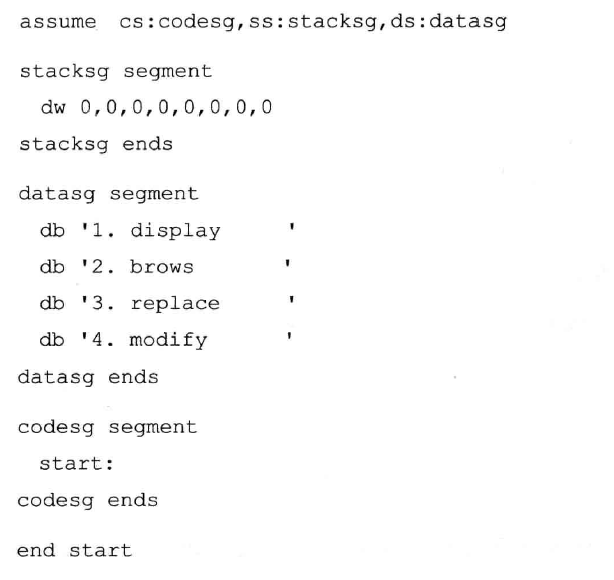 assume cs:codesg,ss:stacksg,ds:datasg
stacksg segment
dw 0,0,0,0,0,0,0,0
stacksg ends
datasg segment
db '1. display      '
db '2. brows        '
db '3. replace      '
db '4. modify       '
datasg ends
codesg segment
start:
codesg ends
end start